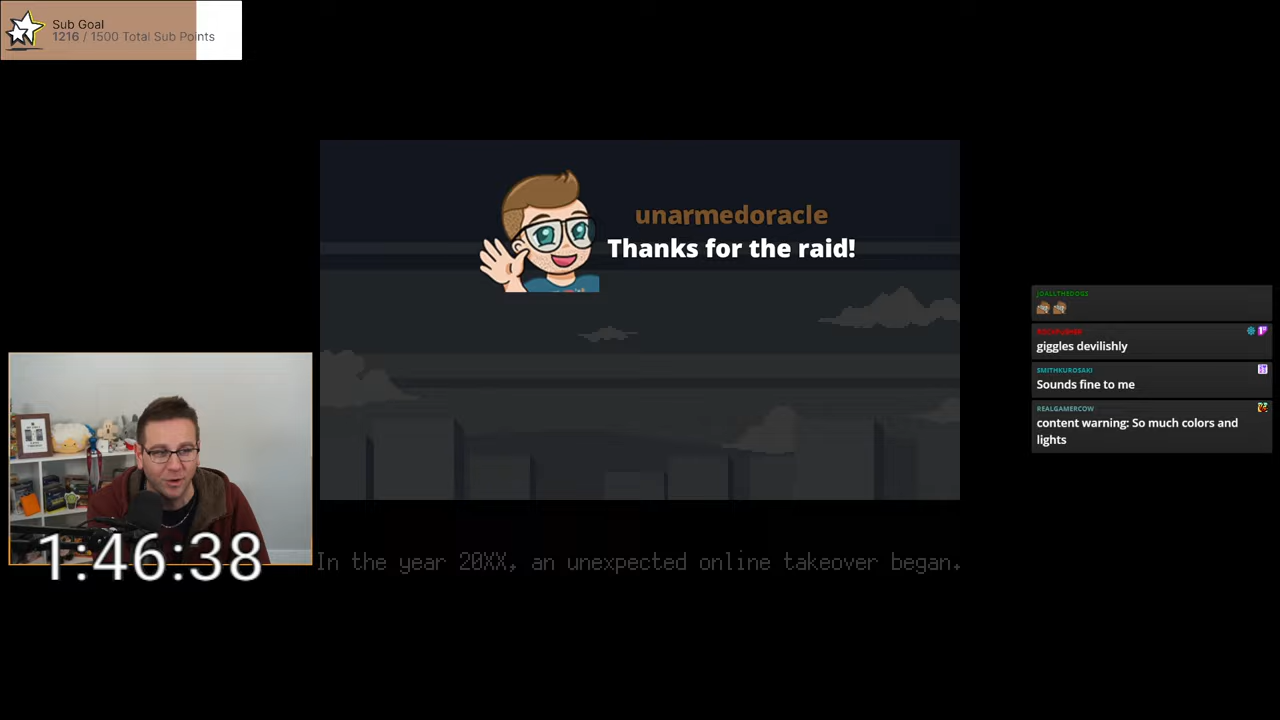 Sub Goal
1216 / 1500 Total Sub Points
unarmedoracle
Thanks for the raid!
JOALLTHEDOGS
ROCKPUSHER
giggles devilishly
SMITHKUROSAKI
Sounds fine to me
REALGAMERCOW
content warning: So much colors and
lights
1:46:38
In the year 20XX, an unexpected online takeover began.